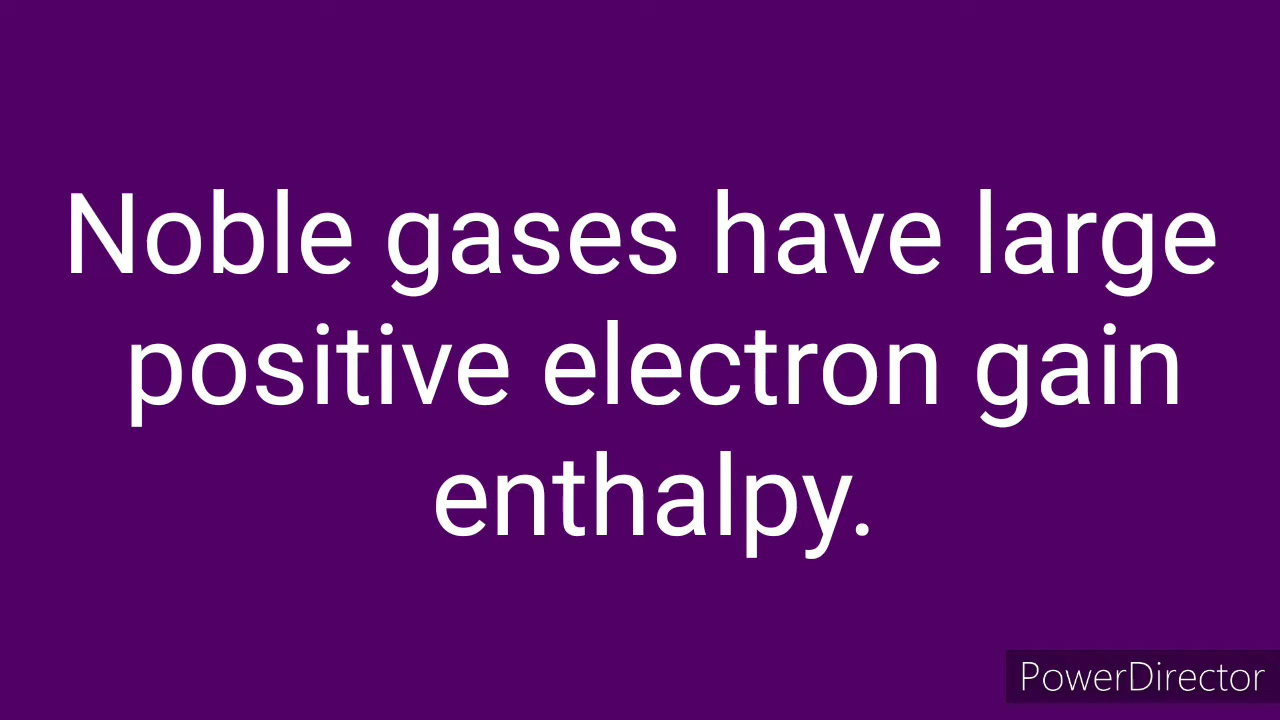 Noble gases have large
positive electron gain
enthalpy.
PowerDirector